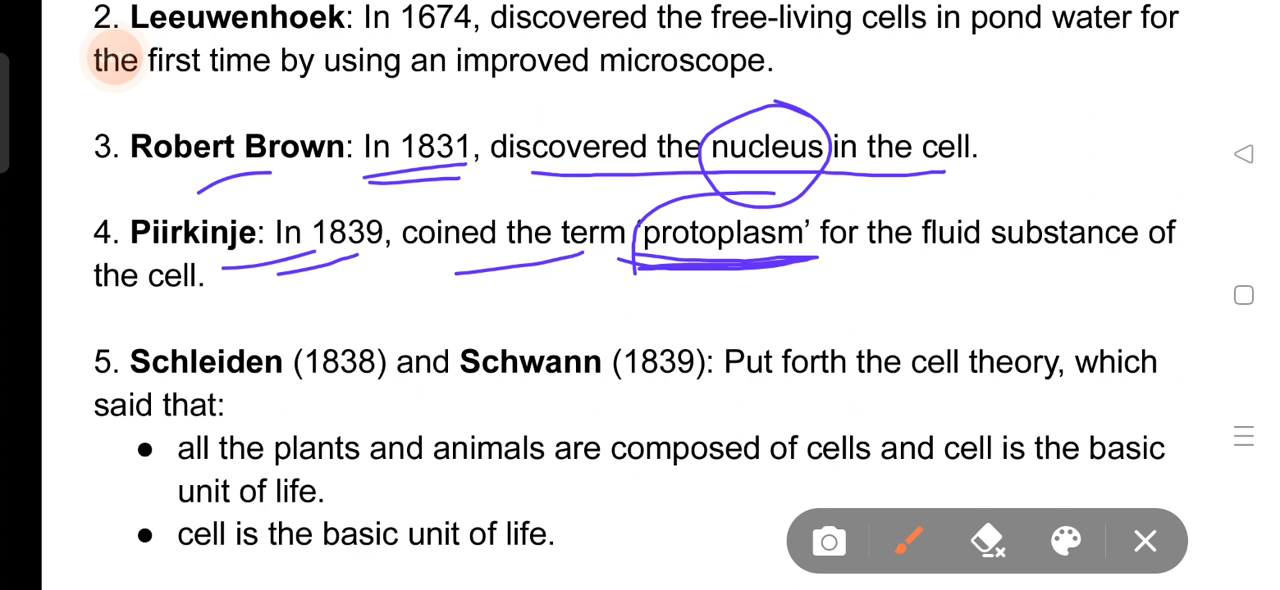 2. Leeuwenhoek: In 1674, discovered the free-living cells in pond water for
the first time by using an improved microscope.
3. Robert Brown: In 1831, discovered the nucleus in the cell.
4. Piirkinje: In 1839, coined the term ‘protoplasm’ for the fluid substance of
the cell.
5. Schleiden (1838) and Schwann (1839): Put forth the cell theory, which
said that:
● all the plants and animals are composed of cells and cell is the basic
unit of life.
● cell is the basic unit of life.